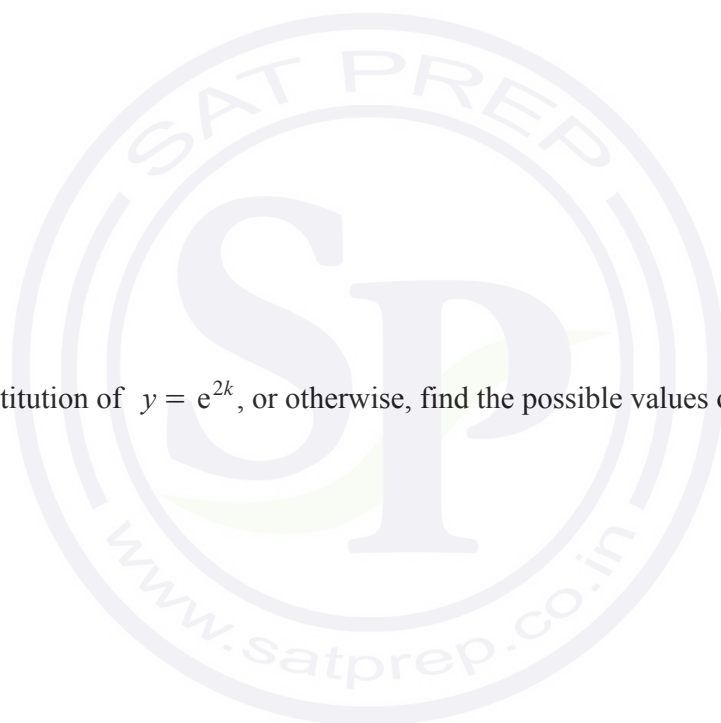 SAT PREP
SP
titution of y = e^{2k}, or otherwise, find the possible values
www.satprep.co.in